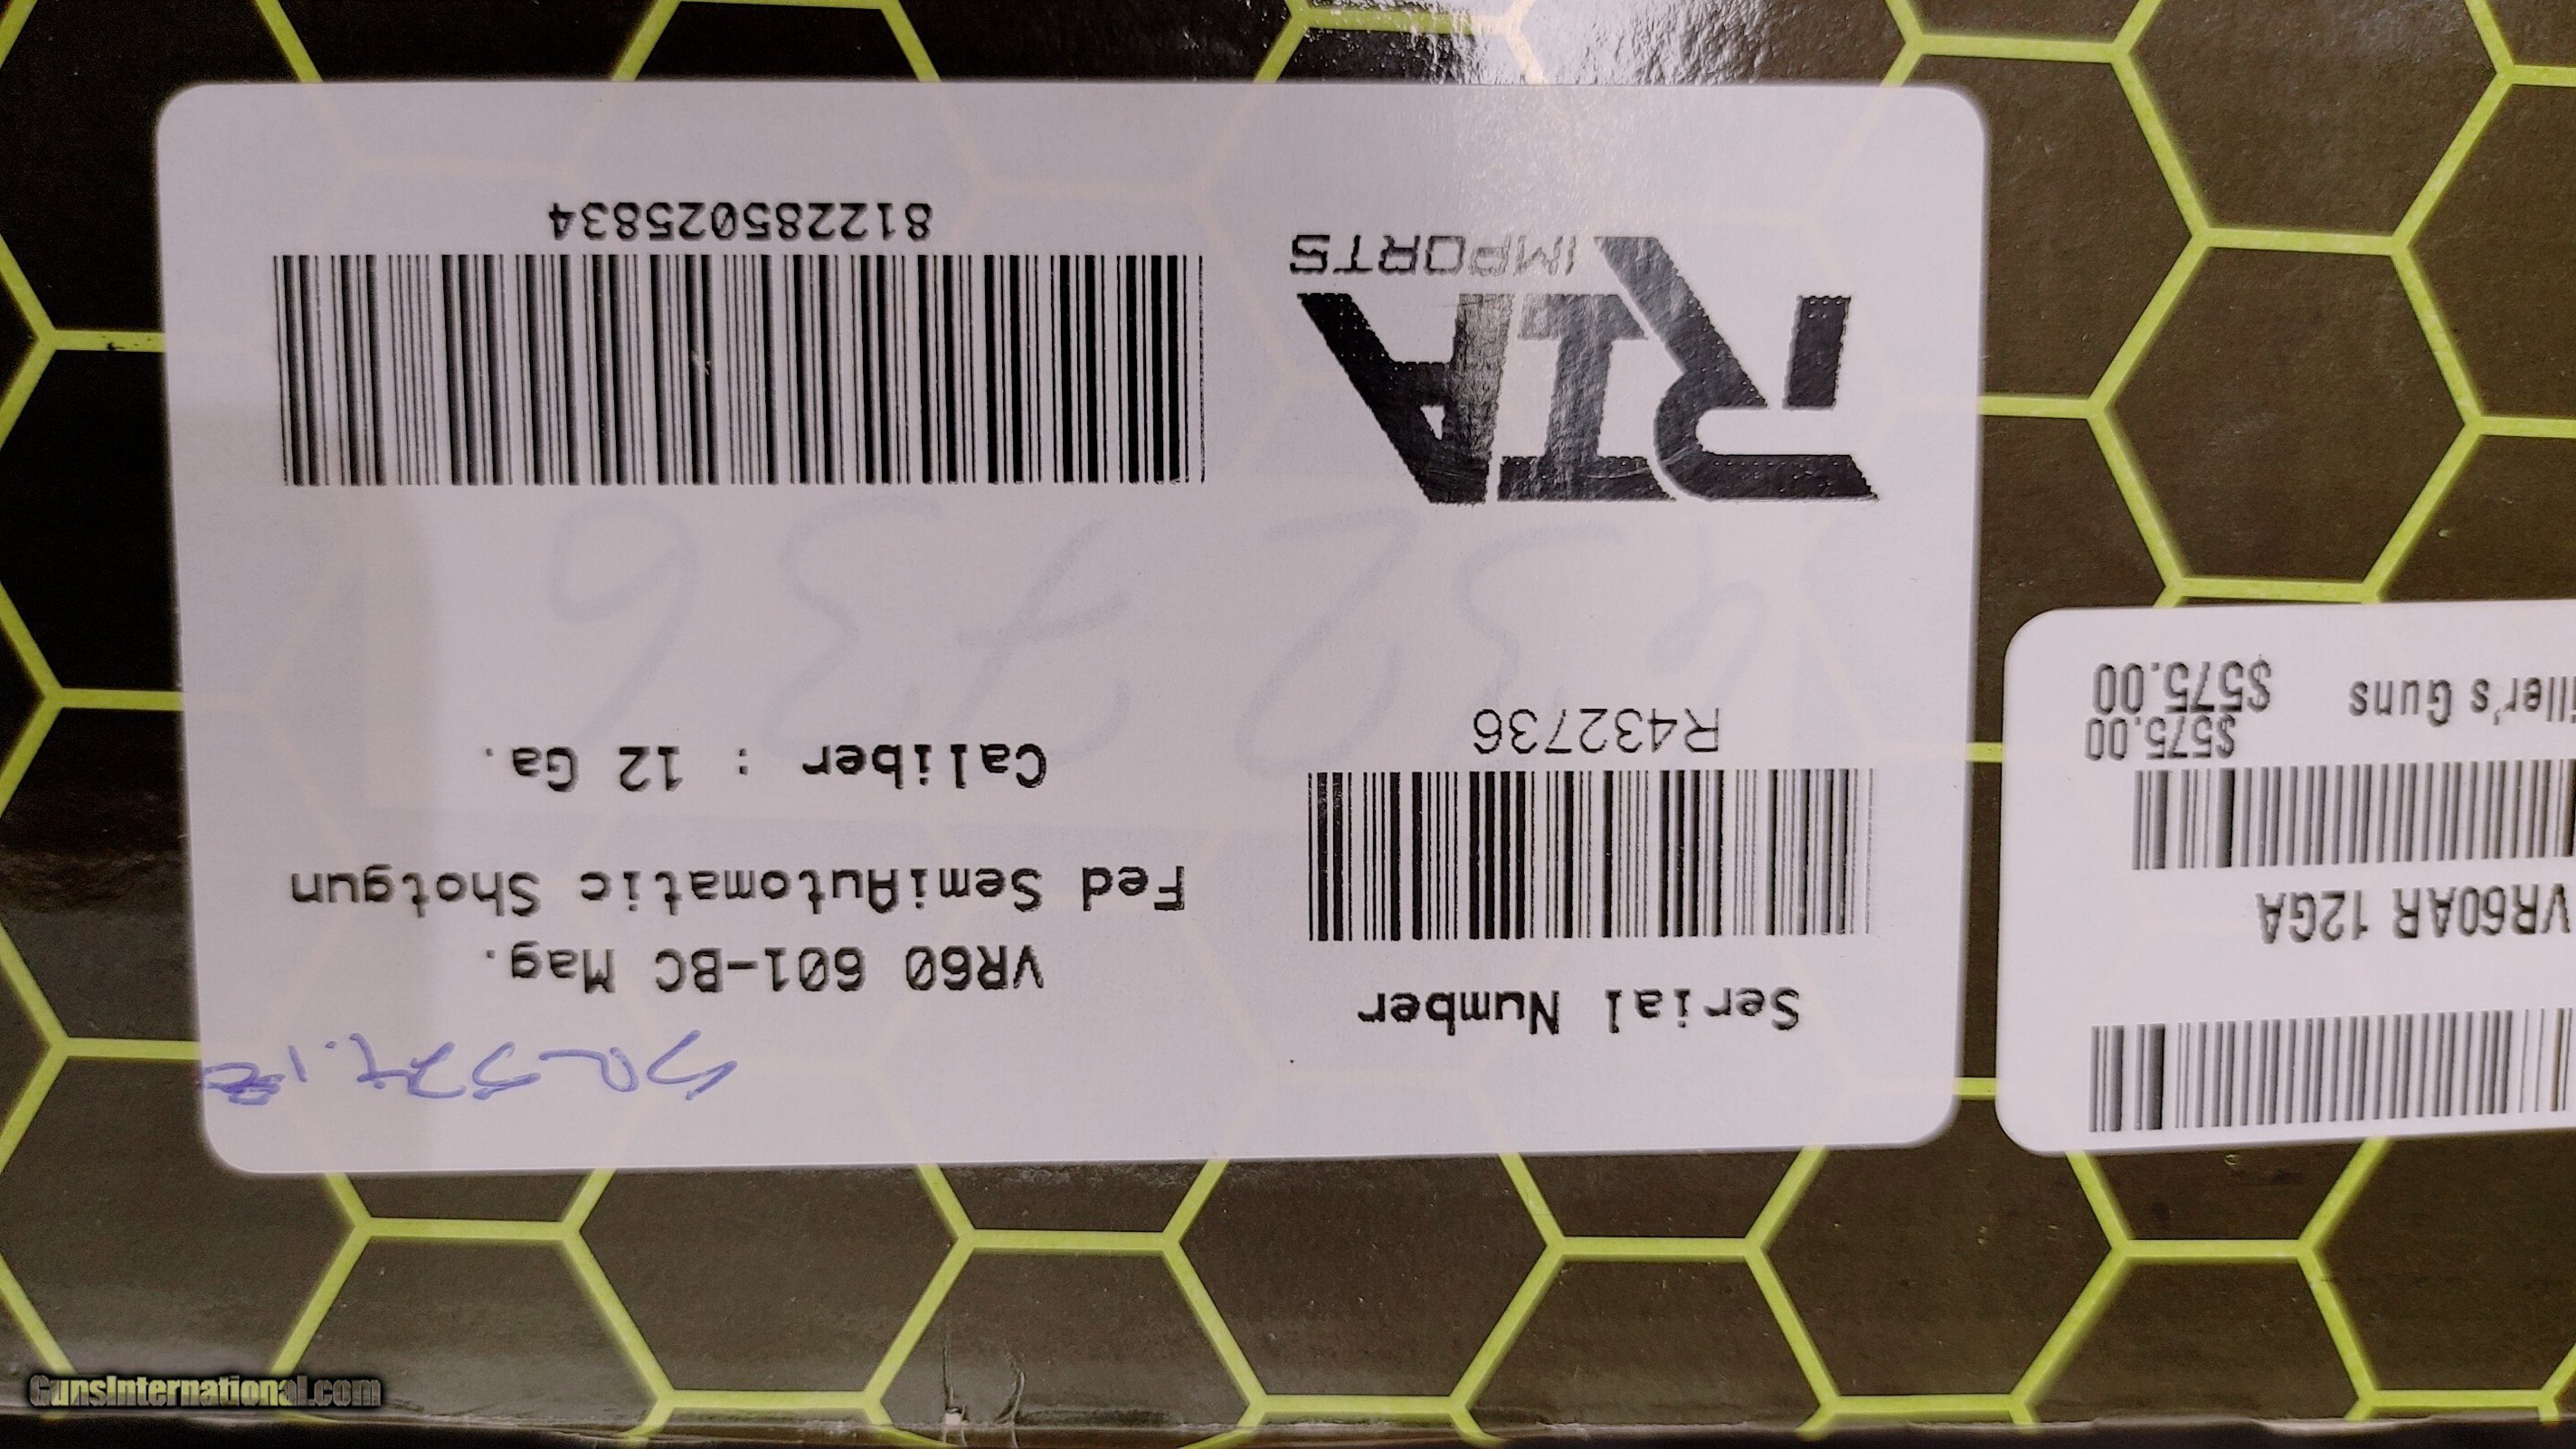 Serial Number
R432736
VR60 601-BC Mag.
Fed SemiAutomatic Shotgun
Caliber : 12 Ga.
RIA
IMPORTS
812285025834
VR60AR 12GA
$575.00
Guns $575.00
GunsInternational.com